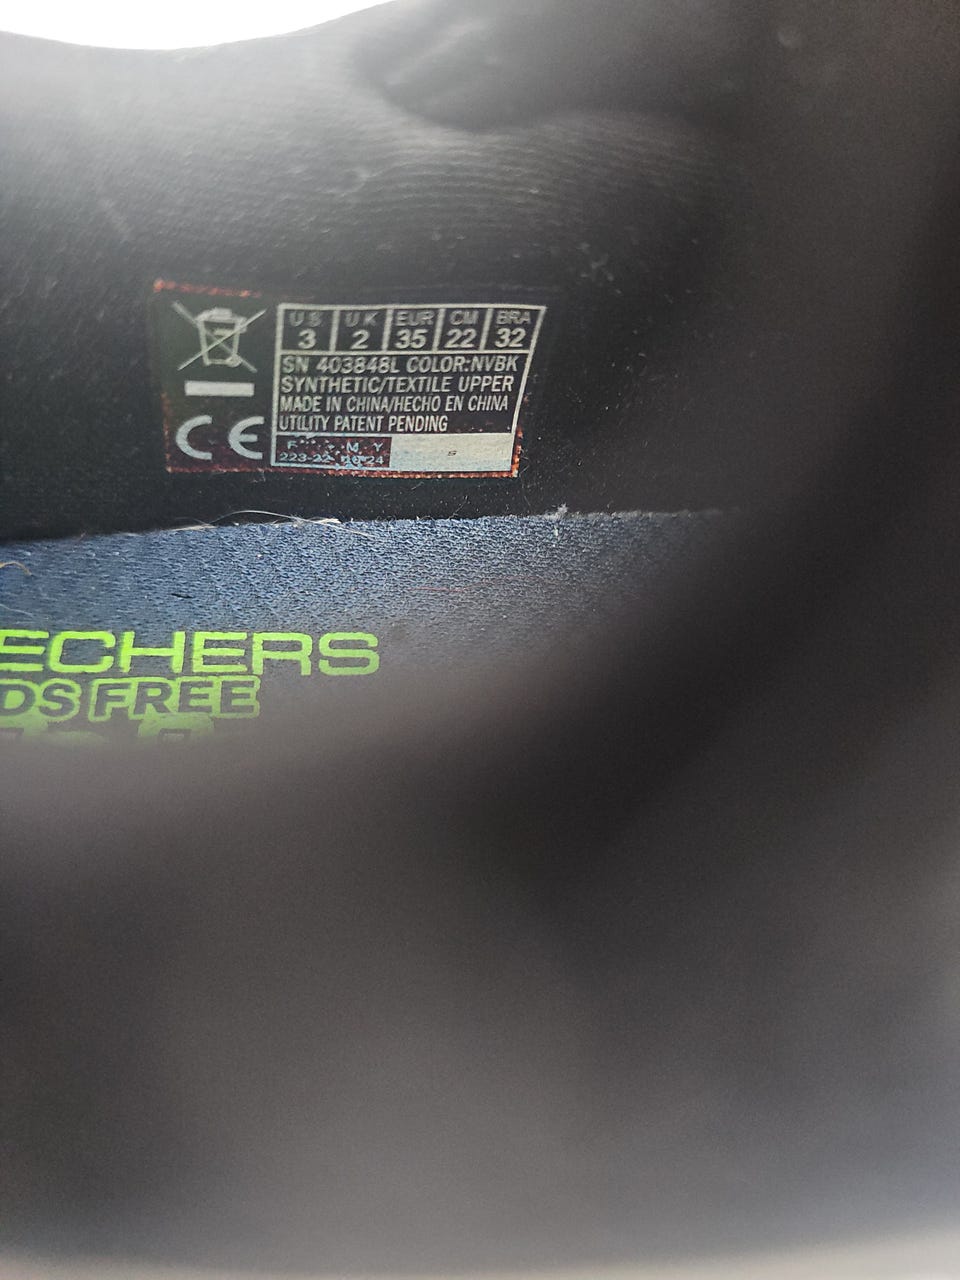 US UK EUR CM BRA
3 2 35 22 32
SN 403848L COLOR:NVBK
SYNTHETIC/TEXTILE UPPER
MADE IN CHINA/HECHO EN CHINA
UTILITY PATENT PENDING
CE
ECHERS
DS FREE